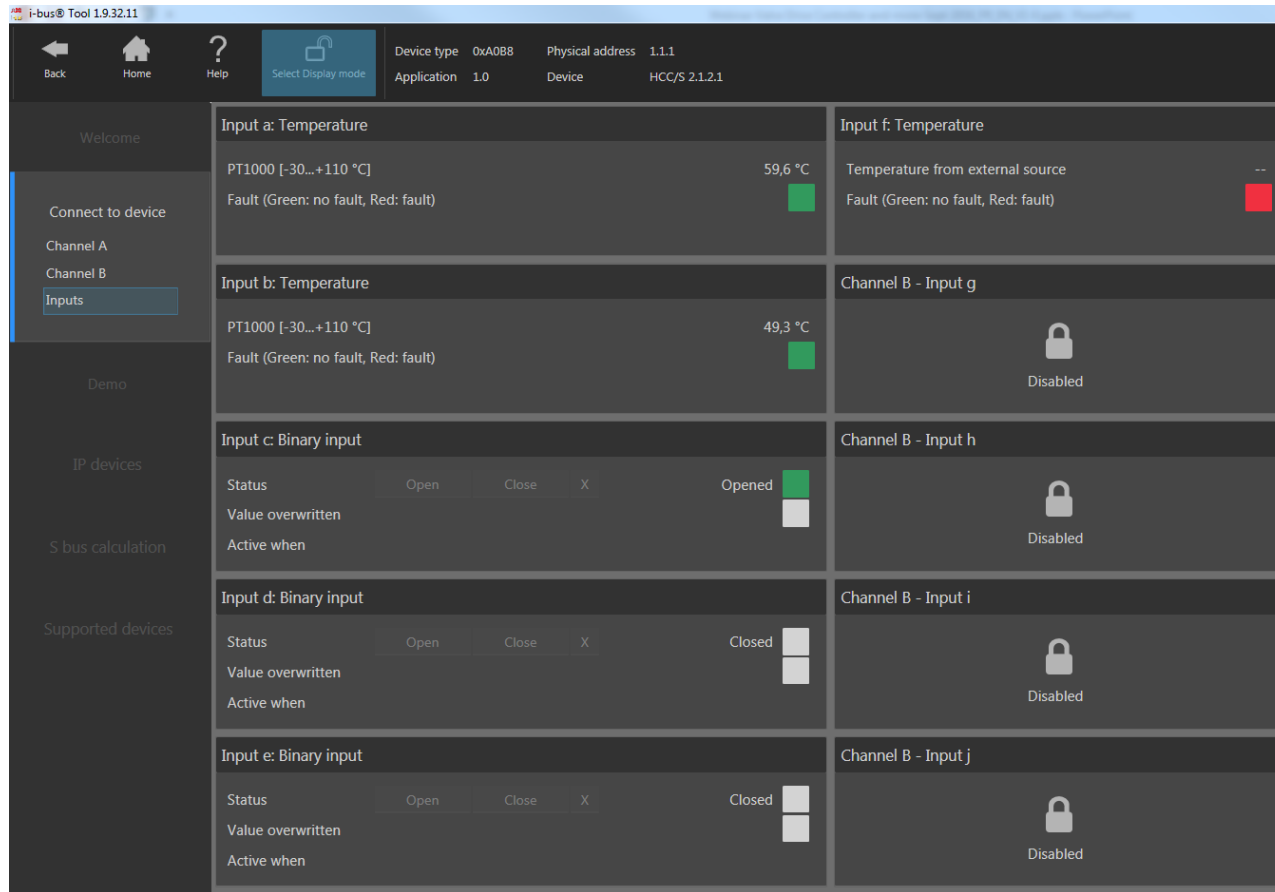 i-bus® Tool 1.9.32.11
Back
Home
Help
Select Display mode
Device type 0xA0B8 Physical address 1.1.1
Application 1.0 Device HCC/S 2.1.2.1
Welcome
Connect to device
Channel A
Channel B
Inputs
Demo
IP devices
S bus calculation
Supported devices
Input a: Temperature
PT1000 [-30...+110 °C] 59,6 °C
Fault (Green: no fault, Red: fault)
Input b: Temperature
PT1000 [-30...+110 °C] 49,3 °C
Fault (Green: no fault, Red: fault)
Input c: Binary input
Status Open Close X Opened
Value overwritten
Active when
Input d: Binary input
Status Open Close X Closed
Value overwritten
Active when
Input e: Binary input
Status Open Close X Closed
Value overwritten
Active when
Input f: Temperature
Temperature from external source --
Fault (Green: no fault, Red: fault)
Channel B - Input g
Disabled
Channel B - Input h
Disabled
Channel B - Input i
Disabled
Channel B - Input j
Disabled